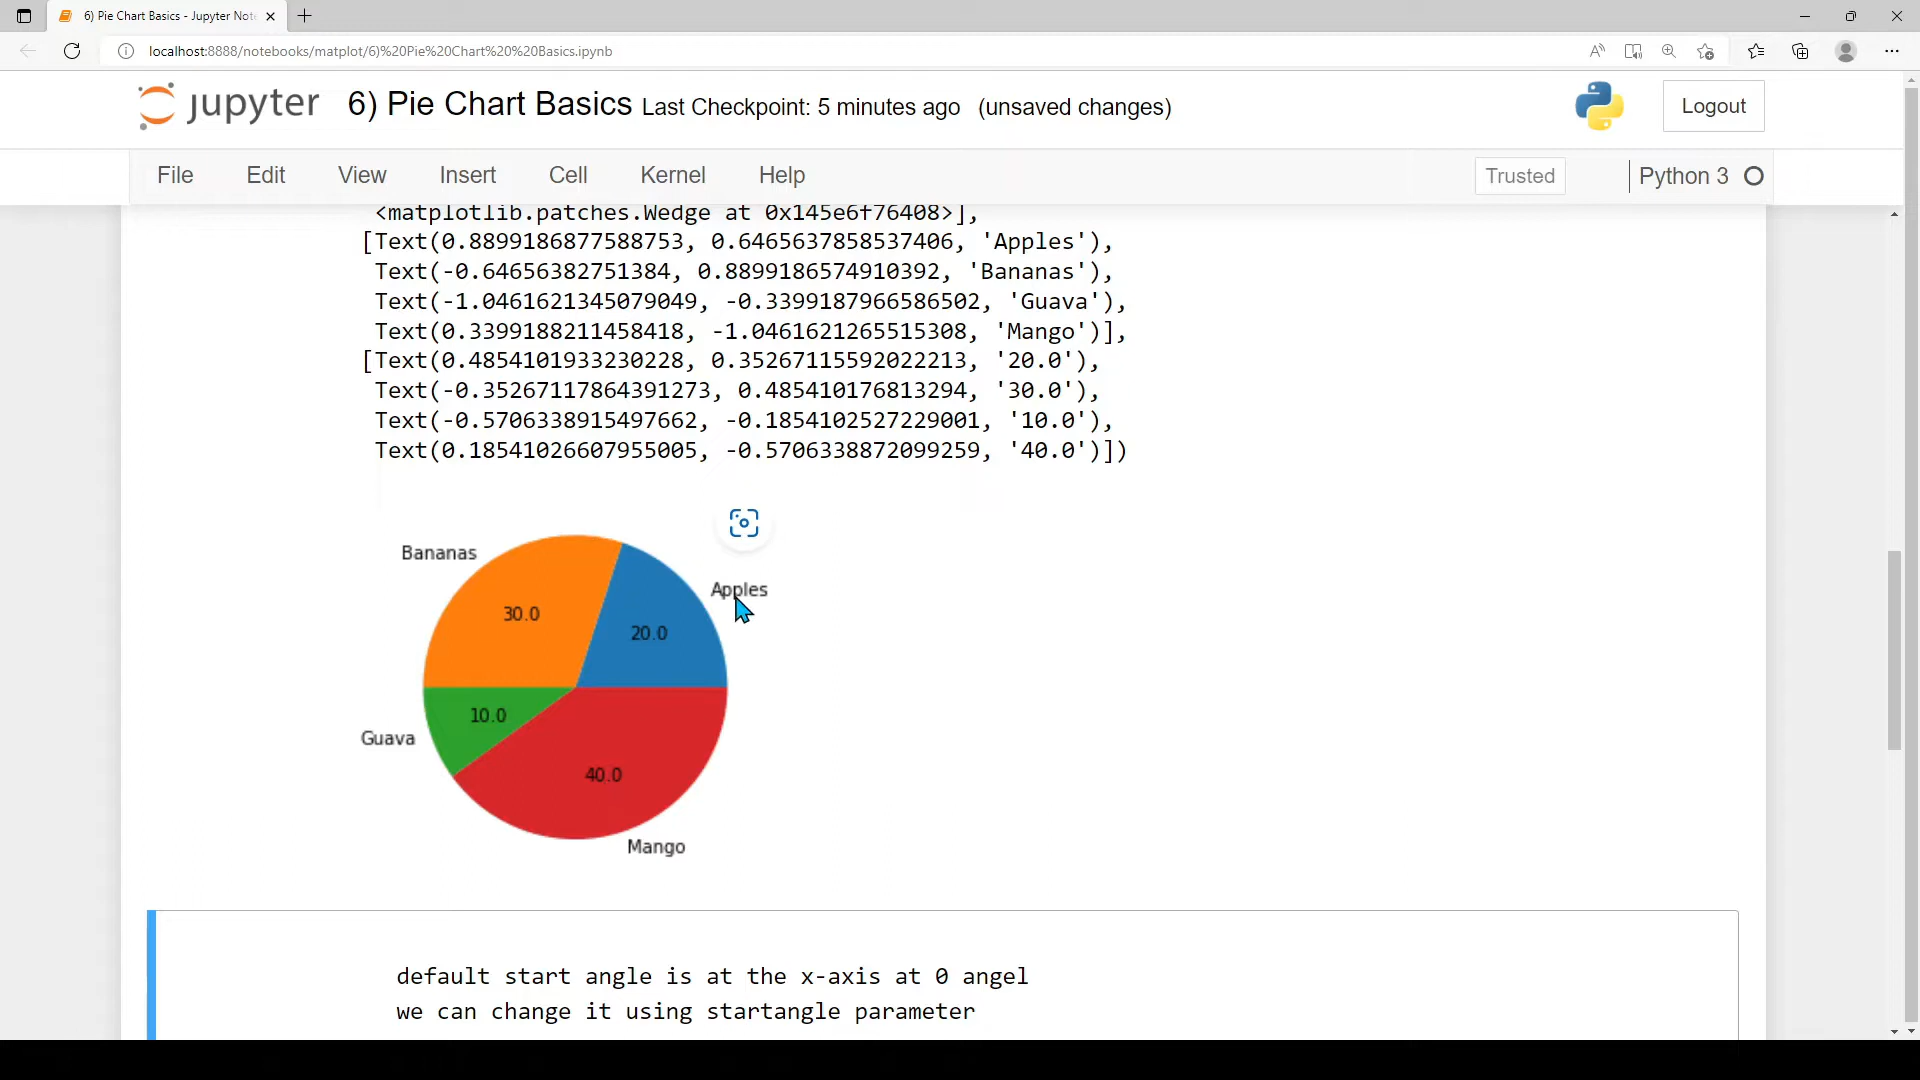 6) Pie Chart Basics - Jupyter Note
localhost:8888/notebooks/matplot/6)%20Pie%20Chart%20%20Basics.ipynb
jupyter 6) Pie Chart Basics Last Checkpoint: 5 minutes ago (unsaved changes)
Logout
File Edit View Insert Cell Kernel Help
Trusted
Python 3
<matplotlib.patches.Wedge at 0x145e6f76408>],
[Text(0.8899186877588753, 0.6465637858537406, 'Apples'),
Text(-0.64656382751384, 0.8899186574910392, 'Bananas'),
Text(-1.0461621345079049, -0.3399187966586502, 'Guava'),
Text(0.3399188211458418, -1.0461621265515308, 'Mango')],
[Text(0.4854101933230228, 0.35267115592022213, '20.0'),
Text(-0.35267117864391273, 0.485410176813294, '30.0'),
Text(-0.5706338915497662, -0.1854102527229001, '10.0'),
Text(0.18541026607955005, -0.5706338872099259, '40.0')])
Bananas
Apples
30.0
20.0
10.0
Guava
40.0
Mango
default start angle is at the x-axis at 0 angel
we can change it using startangle parameter